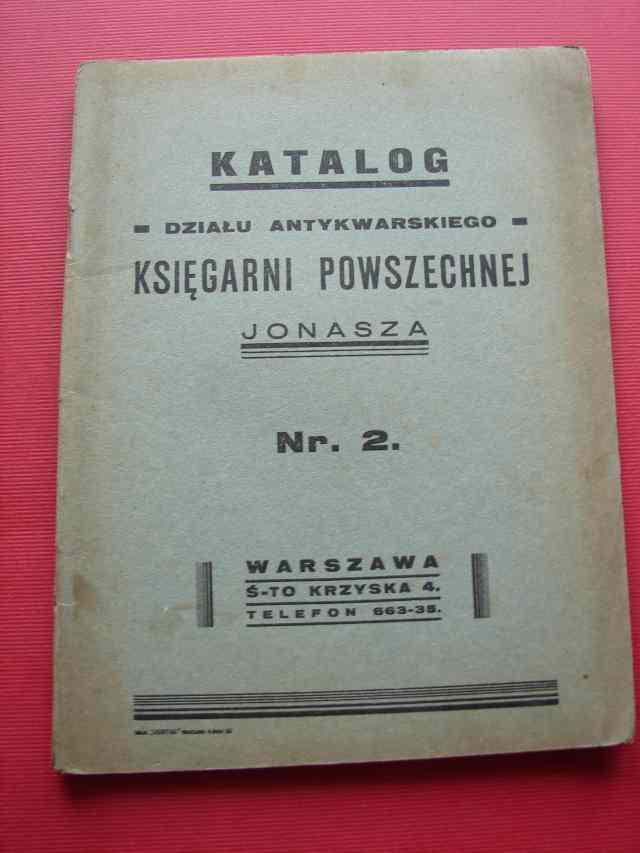 KATALOG
DZIAŁU ANTYKWARSKIEGO
KSIĘGARNI POWSZECHNEJ
JONASZA
Nr. 2.
WARSZAWA
Ś-TO KRZYSKA 4.
TELEFON 663-35.